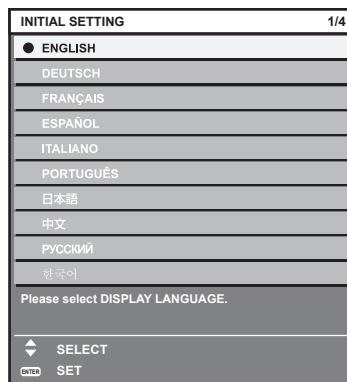 INITIAL SETTING 1/4
ENGLISH
DEUTSCH
FRANÇAIS
ESPAÑOL
ITALIANO
PORTUGUÊS
日本語
中文
РУССКИЙ
한국어
Please select DISPLAY LANGUAGE.
SELECT
ENTER SET